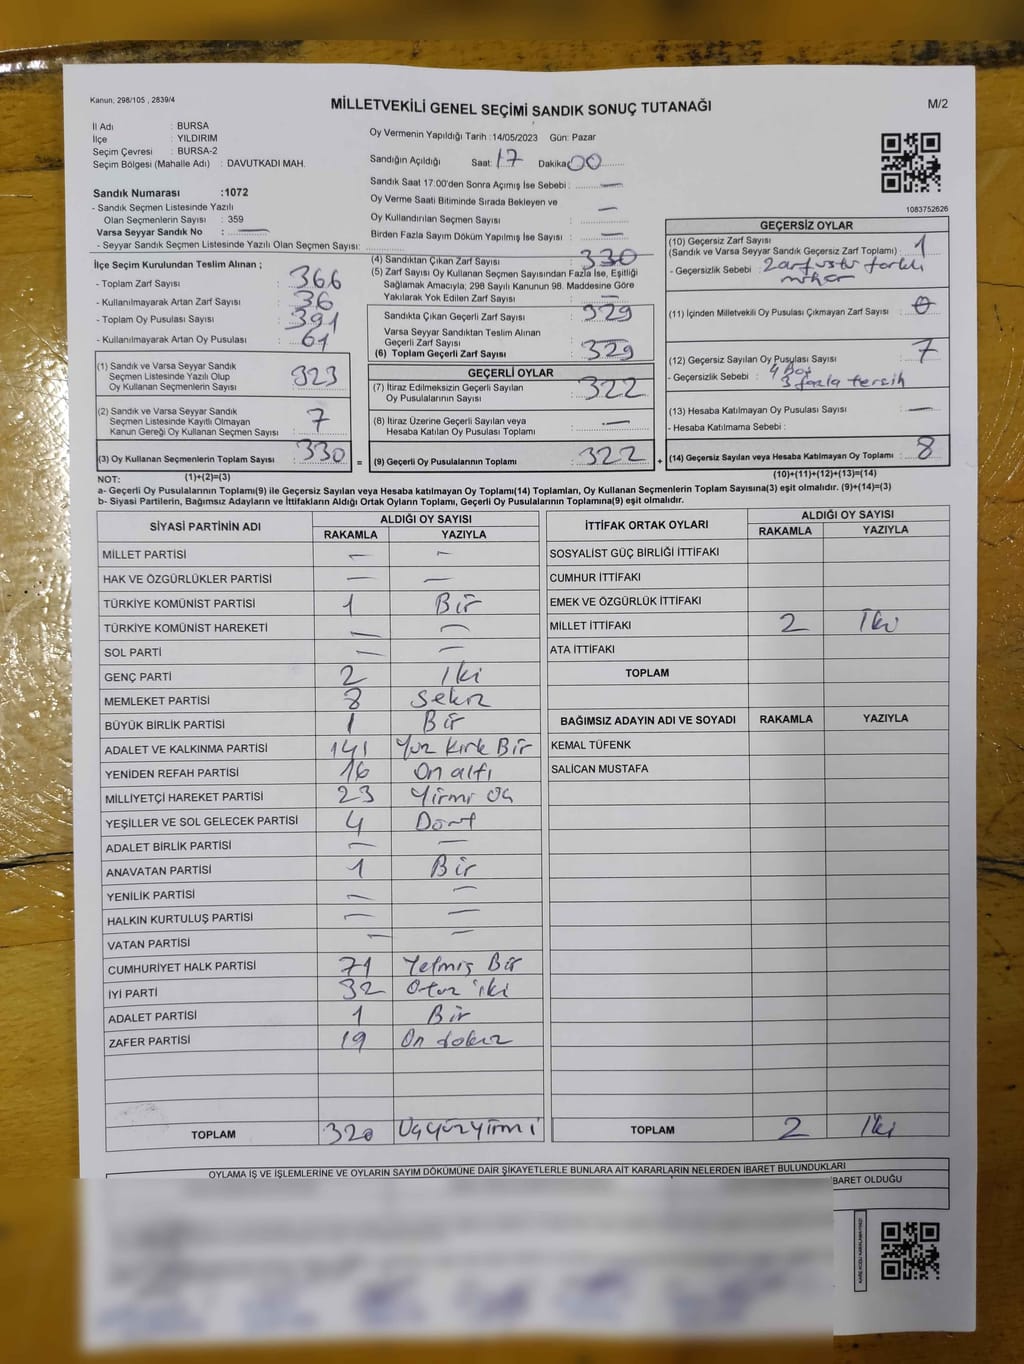 Kanun, 298/105 , 2839/4
MİLLETVEKİLİ GENEL SEÇİMİ SANDIK SONUÇ TUTANAĞI
M/2
İl Adı : BURSA
İlçe : YILDIRIM
Seçim Çevresi : BURSA-2
Seçim Bölgesi (Mahalle Adı) : DAVUTKADI MAH.
Sandık Numarası :1072
- Sandık Seçmen Listesinde Yazılı
Olan Seçmenlerin Sayısı : 359
Varsa Seyyar Sandık No : —
- Seyyar Sandık Seçmen Listesinde Yazılı Olan Seçmen Sayısı:
Oy Vermenin Yapıldığı Tarih :14/05/2023 Gün: Pazar
Sandığın Açıldığı Saat: 17 Dakika: 00
Sandık Saat 17:00'den Sonra Açımış İse Sebebi : —
Oy Verme Saati Bitiminde Sırada Bekleyen ve
Oy Kullandırılan Seçmen Sayısı : —
Birden Fazla Sayım Döküm Yapılmış İse Sayısı : —
1083752626
İlçe Seçim Kurulundan Teslim Alınan ;
- Toplam Zarf Sayısı : 366
- Kullanılmayarak Artan Zarf Sayısı : 36
- Toplam Oy Pusulası Sayısı : 391
- Kullanılmayarak Artan Oy Pusulası : 61
(1) Sandık ve Varsa Seyyar Sandık
Seçmen Listesinde Yazılı Olup
Oy Kullanan Seçmenlerin Sayısı : 323
(2) Sandık ve Varsa Seyyar Sandık
Seçmen Listesinde Kayıtlı Olmayan
Kanun Gereği Oy Kullanan Seçmen Sayısı : 7
(3) Oy Kullanan Seçmenlerin Toplam Sayısı : 330
(1)+(2)=(3)
(4) Sandıktan Çıkan Zarf Sayısı : 330
(5) Zarf Sayısı Oy Kullanan Seçmen Sayısından Fazla İse, Eşitliği
Sağlamak Amacıyla; 298 Sayılı Kanunun 98. Maddesine Göre
Yakılarak Yok Edilen Zarf Sayısı : —
Sandıkta Çıkan Geçerli Zarf Sayısı : 329
Varsa Seyyar Sandıktan Teslim Alınan
Geçerli Zarf Sayısı : —
(6) Toplam Geçerli Zarf Sayısı : 329
GEÇERLİ OYLAR
(7) İtiraz Edilmeksizin Geçerli Sayılan
Oy Pusulalarının Sayısı : 322
(8) İtiraz Üzerine Geçerli Sayılan veya
Hesaba Katılan Oy Pusulası Toplamı : —
= (9) Geçerli Oy Pusulalarının Toplamı : 322 +
GEÇERSİZ OYLAR
(10) Geçersiz Zarf Sayısı
(Sandık ve Varsa Seyyar Sandık Geçersiz Zarf Toplamı) : 1
- Geçersizlik Sebebi : zarf üstü farklı
mühür
(11) İçinden Milletvekili Oy Pusulası Çıkmayan Zarf Sayısı : 0
(12) Geçersiz Sayılan Oy Pusulası Sayısı : 7
- Geçersizlik Sebebi : 4 Boş
3 fazla tercih
(13) Hesaba Katılmayan Oy Pusulası Sayısı : —
- Hesaba Katılmama Sebebi :
(14) Geçersiz Sayılan veya Hesaba Katılmayan Oy Toplamı : 8
(10)+(11)+(12)+(13)=(14)
NOT:
a- Geçerli Oy Pusulalarının Toplamı(9) ile Geçersiz Sayılan veya Hesaba Katılmayan Oy Toplamı(14) Toplamları, Oy Kullanan Seçmenlerin Toplam Sayısına(3) eşit olmalıdır. (9)+(14)=(3)
b- Siyasi Partilerin, Bağımsız Adayların ve İttifakların Aldığı Ortak Oyların Toplamı, Geçerli Oy Pusulalarının Toplamına(9) eşit olmalıdır.
SİYASİ PARTİNİN ADI ALDIĞI OY SAYISI
RAKAMLA YAZIYLA
MİLLET PARTİSİ — —
HAK VE ÖZGÜRLÜKLER PARTİSİ — —
TÜRKİYE KOMÜNİST PARTİSİ 1 Bir
TÜRKİYE KOMÜNİST HAREKETİ — —
SOL PARTİ — —
GENÇ PARTİ 2 İki
MEMLEKET PARTİSİ 8 Sekiz
BÜYÜK BİRLİK PARTİSİ 1 Bir
ADALET VE KALKINMA PARTİSİ 141 Yüz Kırk Bir
YENİDEN REFAH PARTİSİ 16 On altı
MİLLİYETÇİ HAREKET PARTİSİ 23 Yirmi üç
YEŞİLLER VE SOL GELECEK PARTİSİ 4 Dört
ADALET BİRLİK PARTİSİ — —
ANAVATAN PARTİSİ 1 Bir
YENİLİK PARTİSİ — —
HALKIN KURTULUŞ PARTİSİ — —
VATAN PARTİSİ — —
CUMHURİYET HALK PARTİSİ 71 Yetmiş Bir
İYİ PARTİ 32 Otuz iki
ADALET PARTİSİ 1 Bir
ZAFER PARTİSİ 19 On dokuz
TOPLAM 320 Üçyüzyirmi
İTTİFAK ORTAK OYLARI ALDIĞI OY SAYISI
RAKAMLA YAZIYLA
SOSYALİST GÜÇ BİRLİĞİ İTTİFAKI
CUMHUR İTTİFAKI
EMEK VE ÖZGÜRLÜK İTTİFAKI
MİLLET İTTİFAKI 2 İki
ATA İTTİFAKI
TOPLAM
BAĞIMSIZ ADAYIN ADI VE SOYADI RAKAMLA YAZIYLA
KEMAL TÜFENK
SALİCAN MUSTAFA
TOPLAM 2 İki
OYLAMA İŞ VE İŞLEMLERİNE VE OYLARIN SAYIM DÖKÜMÜNE DAİR ŞİKAYETLERLE BUNLARA AİT KARARLARIN NELERDEN İBARET BULUNDUKLARI
BARET OLDUĞU